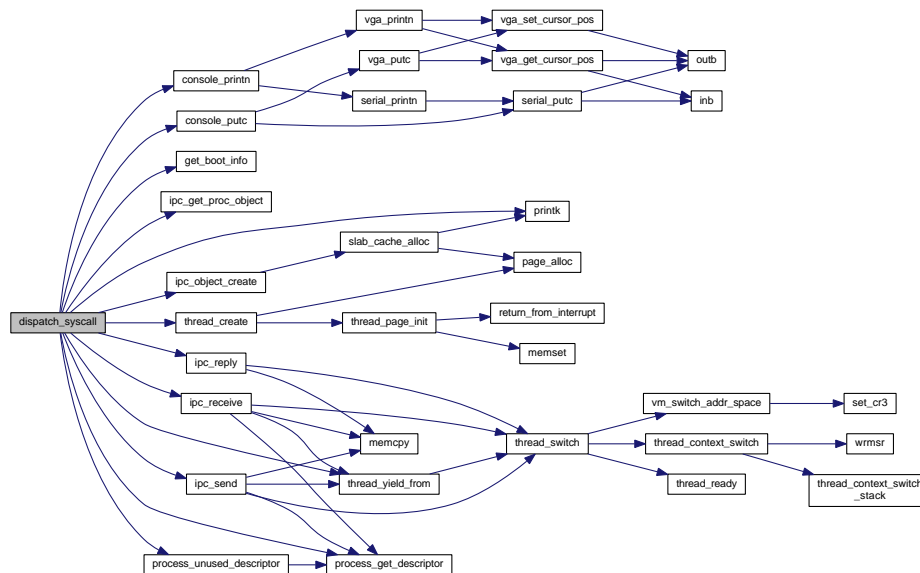 vga_printn
vga_set_cursor_pos
vga_putc
vga_get_cursor_pos
outb
console_printn
serial_printn
serial_putc
inb
console_putc
get_boot_info
ipc_get_proc_object
printk
slab_cache_alloc
page_alloc
ipc_object_create
return_from_interrupt
dispatch_syscall
thread_create
thread_page_init
memset
ipc_reply
ipc_receive
vm_switch_addr_space
set_cr3
memcpy
thread_switch
thread_context_switch
wrmsr
ipc_send
thread_yield_from
thread_ready
thread_context_switch
_stack
process_unused_descriptor
process_get_descriptor